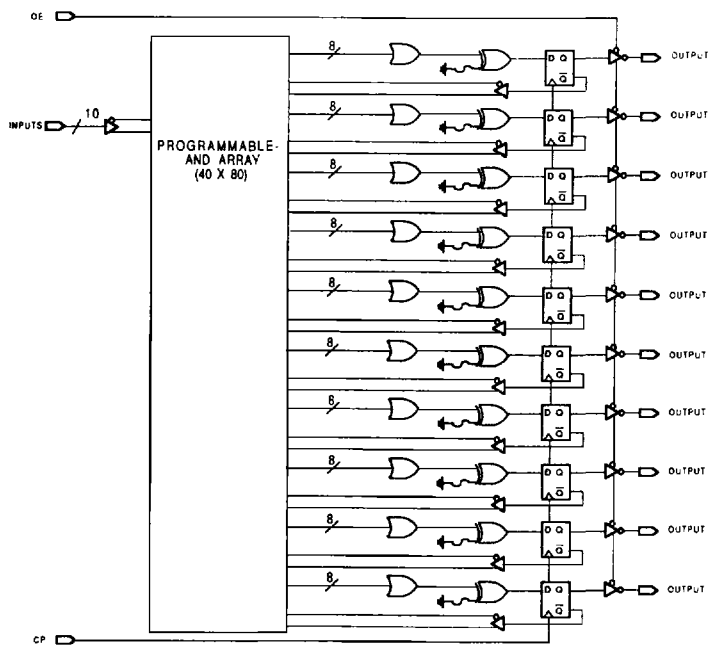 OE
8
D Q
OUTPUT
Q
10
INPUTS
8
D Q
OUTPUT
Q
PROGRAMMABLE-
AND ARRAY
(40 X 80)
8
D Q
OUTPUT
Q
8
D Q
OUTPUT
Q
8
D Q
OUTPUT
Q
8
D Q
OUTPUT
Q
8
D Q
OUTPUT
Q
8
D Q
OUTPUT
Q
8
D Q
OUTPUT
Q
8
D Q
OUTPUT
Q
CP